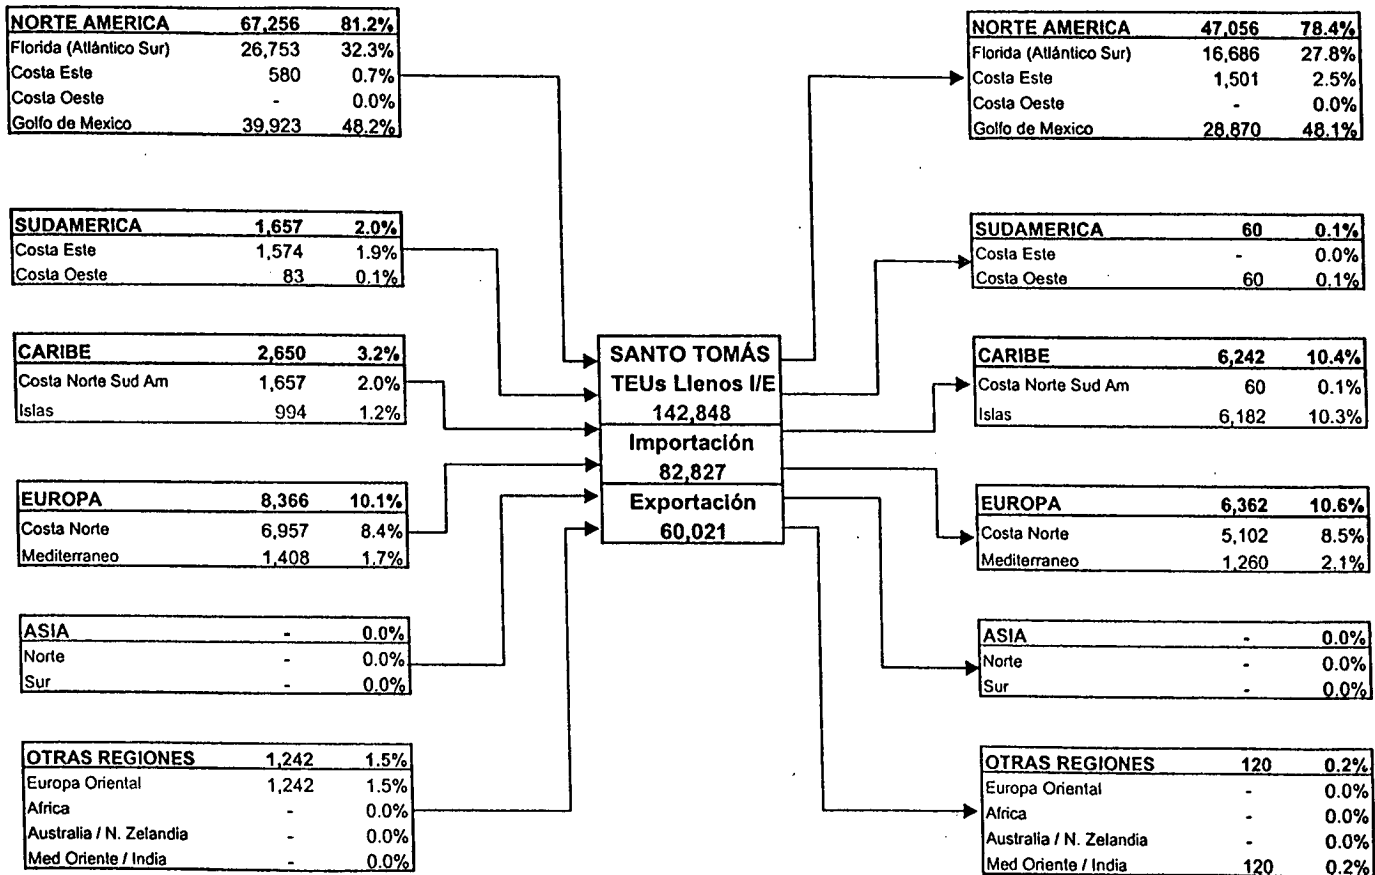 NORTE AMERICA 67,256 81.2%
Florida (Atlántico Sur) 26,753 32.3%
Costa Este 580 0.7%
Costa Oeste - 0.0%
Golfo de Mexico 39,923 48.2%
SUDAMERICA 1,657 2.0%
Costa Este 1,574 1.9%
Costa Oeste 83 0.1%
CARIBE 2,650 3.2%
Costa Norte Sud Am 1,657 2.0%
Islas 994 1.2%
EUROPA 8,366 10.1%
Costa Norte 6,957 8.4%
Mediterraneo 1,408 1.7%
ASIA - 0.0%
Norte - 0.0%
Sur - 0.0%
OTRAS REGIONES 1,242 1.5%
Europa Oriental 1,242 1.5%
Africa - 0.0%
Australia / N. Zelandia - 0.0%
Med Oriente / India - 0.0%
SANTO TOMÁS
TEUs Llenos I/E
142,848
Importación
82,827
Exportación
60,021
NORTE AMERICA 47,056 78.4%
Florida (Atlántico Sur) 16,686 27.8%
Costa Este 1,501 2.5%
Costa Oeste - 0.0%
Golfo de Mexico 28,870 48.1%
SUDAMERICA 60 0.1%
Costa Este - 0.0%
Costa Oeste 60 0.1%
CARIBE 6,242 10.4%
Costa Norte Sud Am 60 0.1%
Islas 6,182 10.3%
EUROPA 6,362 10.6%
Costa Norte 5,102 8.5%
Mediterraneo 1,260 2.1%
ASIA - 0.0%
Norte - 0.0%
Sur - 0.0%
OTRAS REGIONES 120 0.2%
Europa Oriental - 0.0%
Africa - 0.0%
Australia / N. Zelandia - 0.0%
Med Oriente / India 120 0.2%